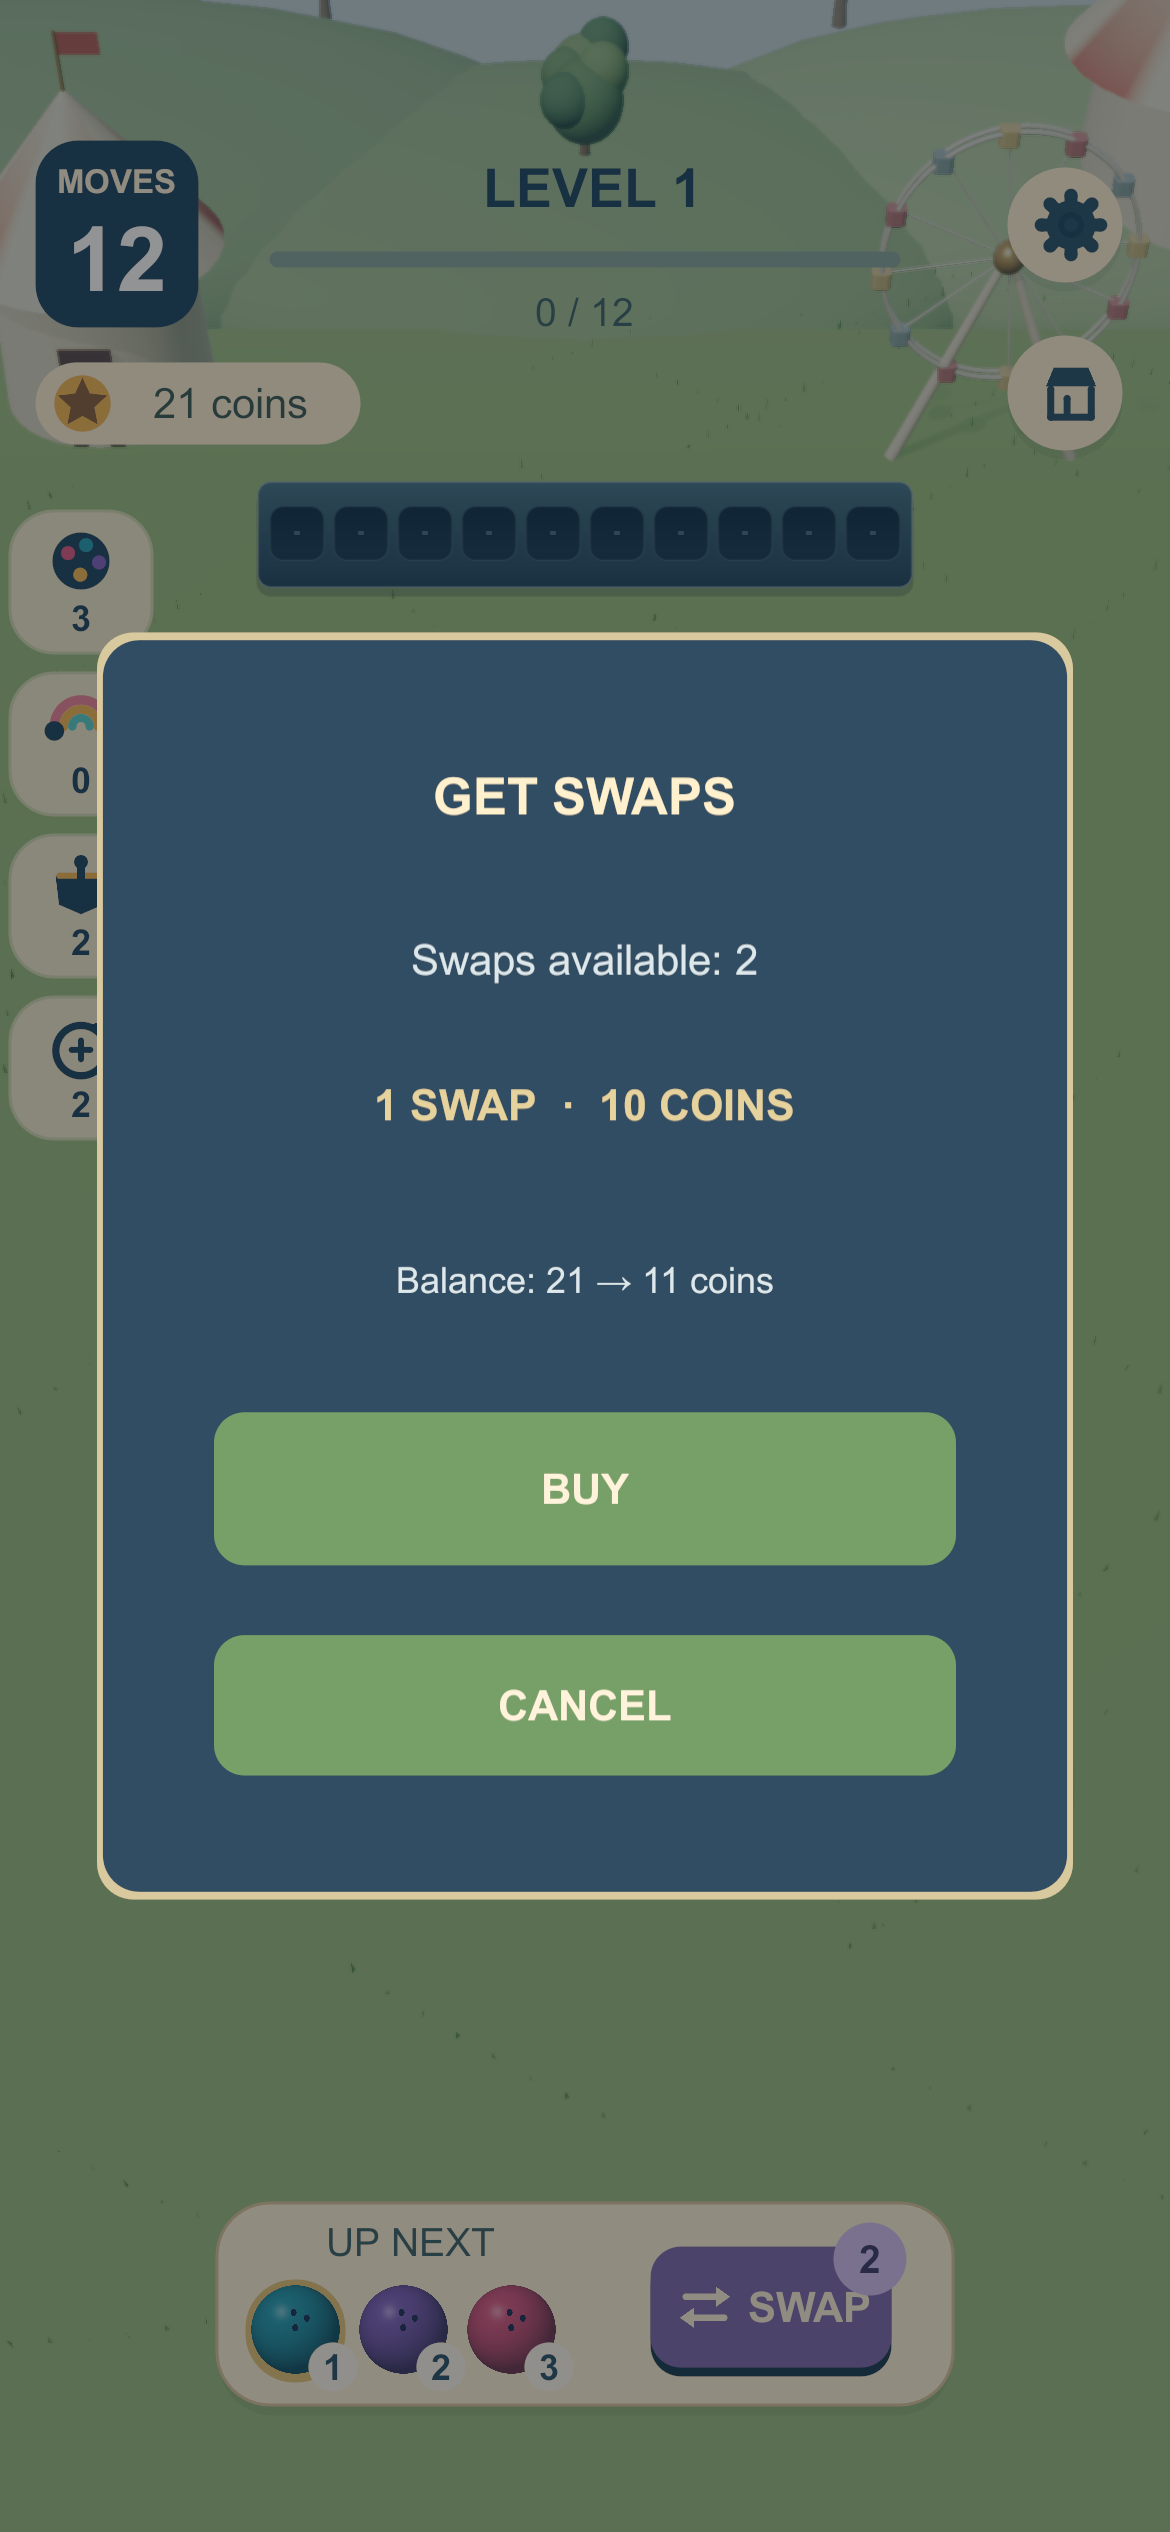 MOVES
12
LEVEL 1
0 / 12
21 coins
3
0
2
2
GET SWAPS
Swaps available: 2
1 SWAP · 10 COINS
Balance: 21 → 11 coins
BUY
CANCEL
UP NEXT
1
2
3
SWAP
2